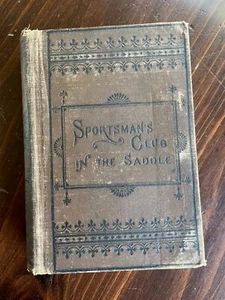 SPORTSMAN'S
CLUB
IN THE SADDLE